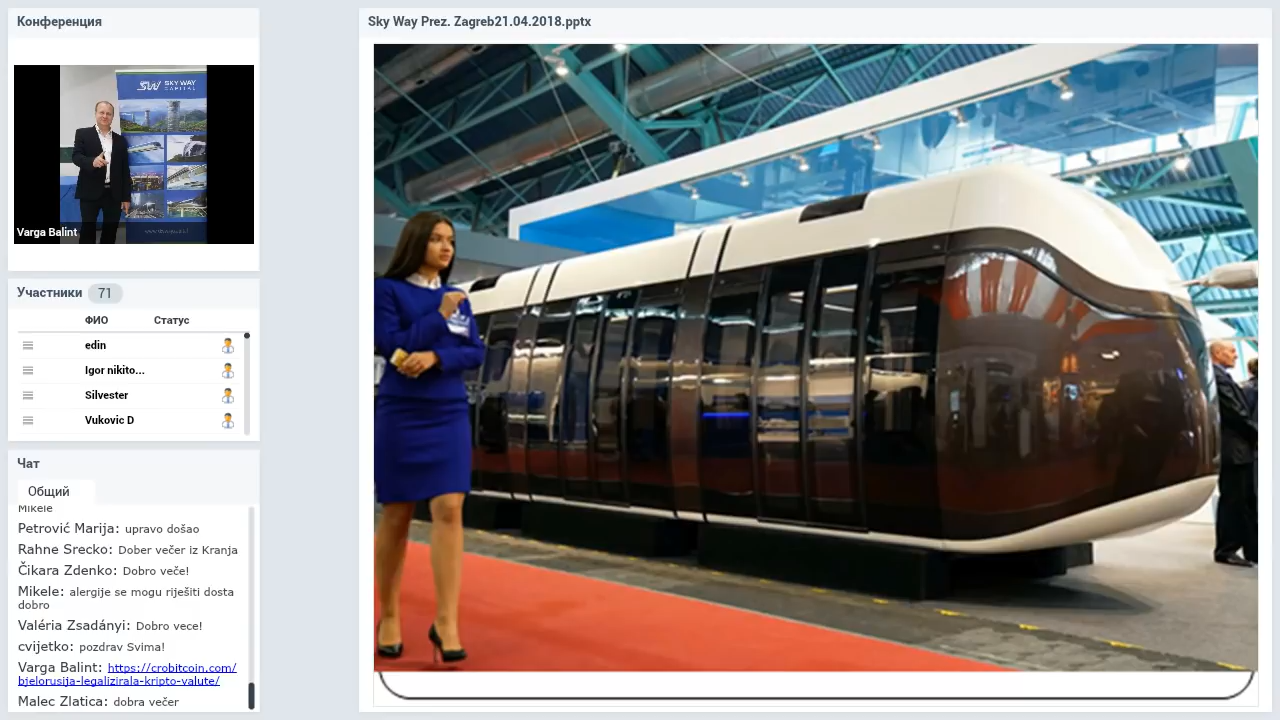 Конференция
SKY WAY
CAPITAL
Varga Balint
Участники 71
ФИО Статус
edin
Igor nikito...
Silvester
Vukovic D
Чат
Общий
Mikele
Petrović Marija: upravo došao
Rahne Srecko: Dober večer iz Kranja
Čikara Zdenko: Dobro veče!
Mikele: alergije se mogu riješiti dosta
dobro
Valéria Zsadányi: Dobro vece!
cvijetko: pozdrav Svima!
Varga Balint: https://crobitcoin.com/
bjelorusija-legalizirala-kripto-valute/
Malec Zlatica: dobra večer
Sky Way Prez. Zagreb21.04.2018.pptx